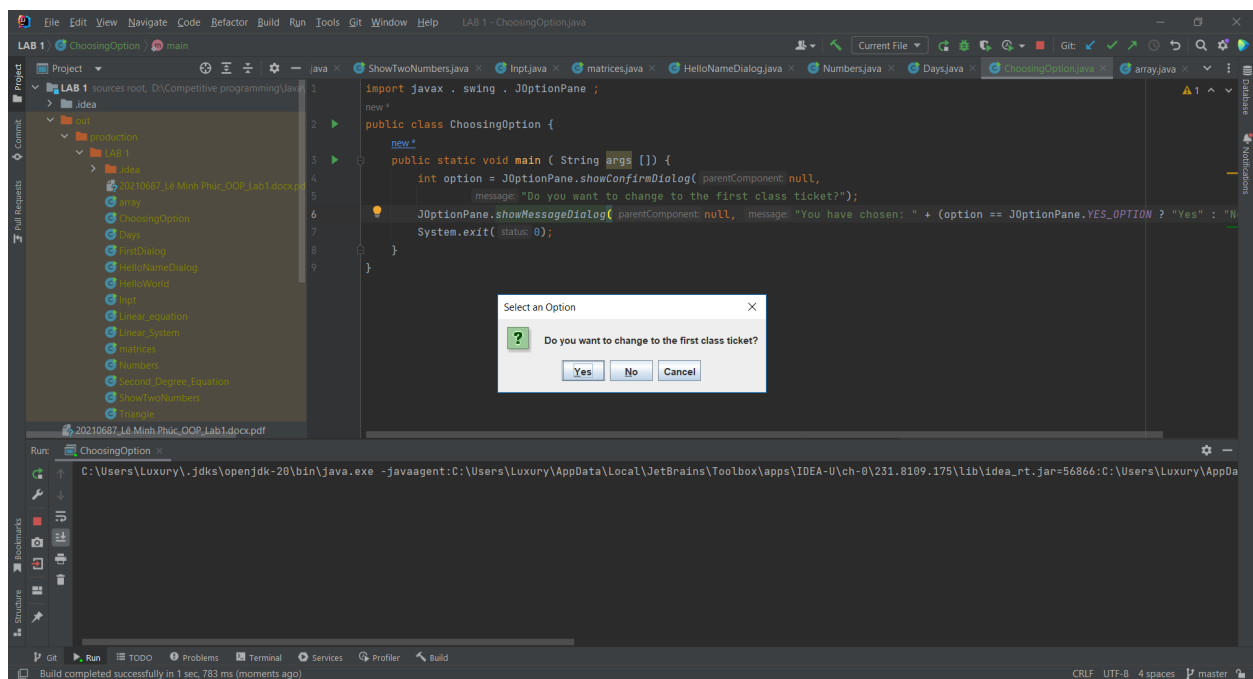 File Edit View Navigate Code Refactor Build Run Tools Git Window Help LAB 1 - ChoosingOption.java
LAB 1 ChoosingOption main Current File Git:
Project java ShowTwoNumbers.java Inpt.java matrices.java HelloNameDialog.java Numbers.java Days.java ChoosingOption.java array.java
LAB 1 sources root, D:\Competitive programming\Java\
.idea
out
production
LAB 1
.idea
20210687_Lê Minh Phúc_OOP_Lab1.docx.pd
array
ChoosingOption
Days
FirstDialog
HelloNameDialog
HelloWorld
Inpt
Linear_equation
Linear_System
matrices
Numbers
Second_Degree_Equation
ShowTwoNumbers
Triangle
20210687_Lê Minh Phúc_OOP_Lab1.docx.pdf
1 import javax . swing . JOptionPane ;
new *
2 public class ChoosingOption {
new *
3 public static void main ( String args []) {
4 int option = JOptionPane.showConfirmDialog( parentComponent: null,
5 message: "Do you want to change to the first class ticket?");
6 JOptionPane.showMessageDialog( parentComponent: null, message: "You have chosen: " + (option == JOptionPane.YES_OPTION ? "Yes" : "N
7 System.exit( status: 0);
8 }
9 }
1
Select an Option
Do you want to change to the first class ticket?
Yes No Cancel
Project
Commit
Pull Requests
Bookmarks
Structure
Database
Notifications
Run: ChoosingOption
C:\Users\Luxury\.jdks\openjdk-20\bin\java.exe -javaagent:C:\Users\Luxury\AppData\Local\JetBrains\Toolbox\apps\IDEA-U\ch-0\231.8109.175\lib\idea_rt.jar=56866:C:\Users\Luxury\AppDa
Git Run TODO Problems Terminal Services Profiler Build
Build completed successfully in 1 sec, 783 ms (moments ago) CRLF UTF-8 4 spaces master